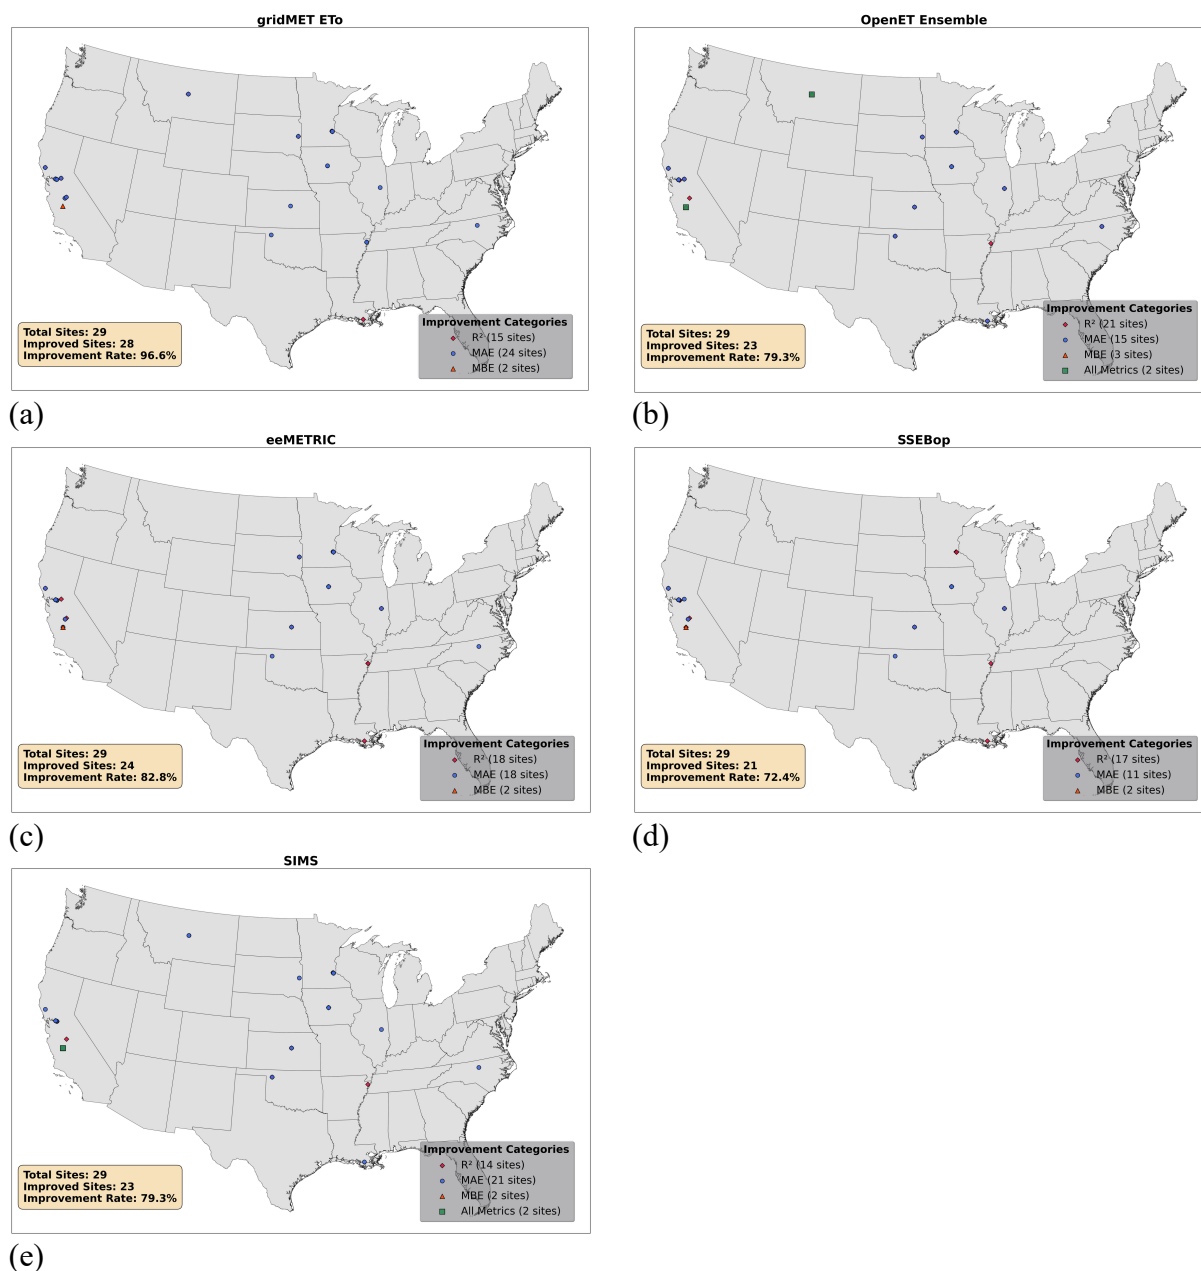 gridMET ETo
Total Sites: 29
Improved Sites: 28
Improvement Rate: 96.6%
Improvement Categories
R² (15 sites)
MAE (24 sites)
MBE (2 sites)
(a)
OpenET Ensemble
Total Sites: 29
Improved Sites: 23
Improvement Rate: 79.3%
Improvement Categories
R² (21 sites)
MAE (15 sites)
MBE (3 sites)
All Metrics (2 sites)
(b)
eeMETRIC
Total Sites: 29
Improved Sites: 24
Improvement Rate: 82.8%
Improvement Categories
R² (18 sites)
MAE (18 sites)
MBE (2 sites)
(c)
SSEBop
Total Sites: 29
Improved Sites: 21
Improvement Rate: 72.4%
Improvement Categories
R² (17 sites)
MAE (11 sites)
MBE (2 sites)
(d)
SIMS
Total Sites: 29
Improved Sites: 23
Improvement Rate: 79.3%
Improvement Categories
R² (14 sites)
MAE (21 sites)
MBE (2 sites)
All Metrics (2 sites)
(e)